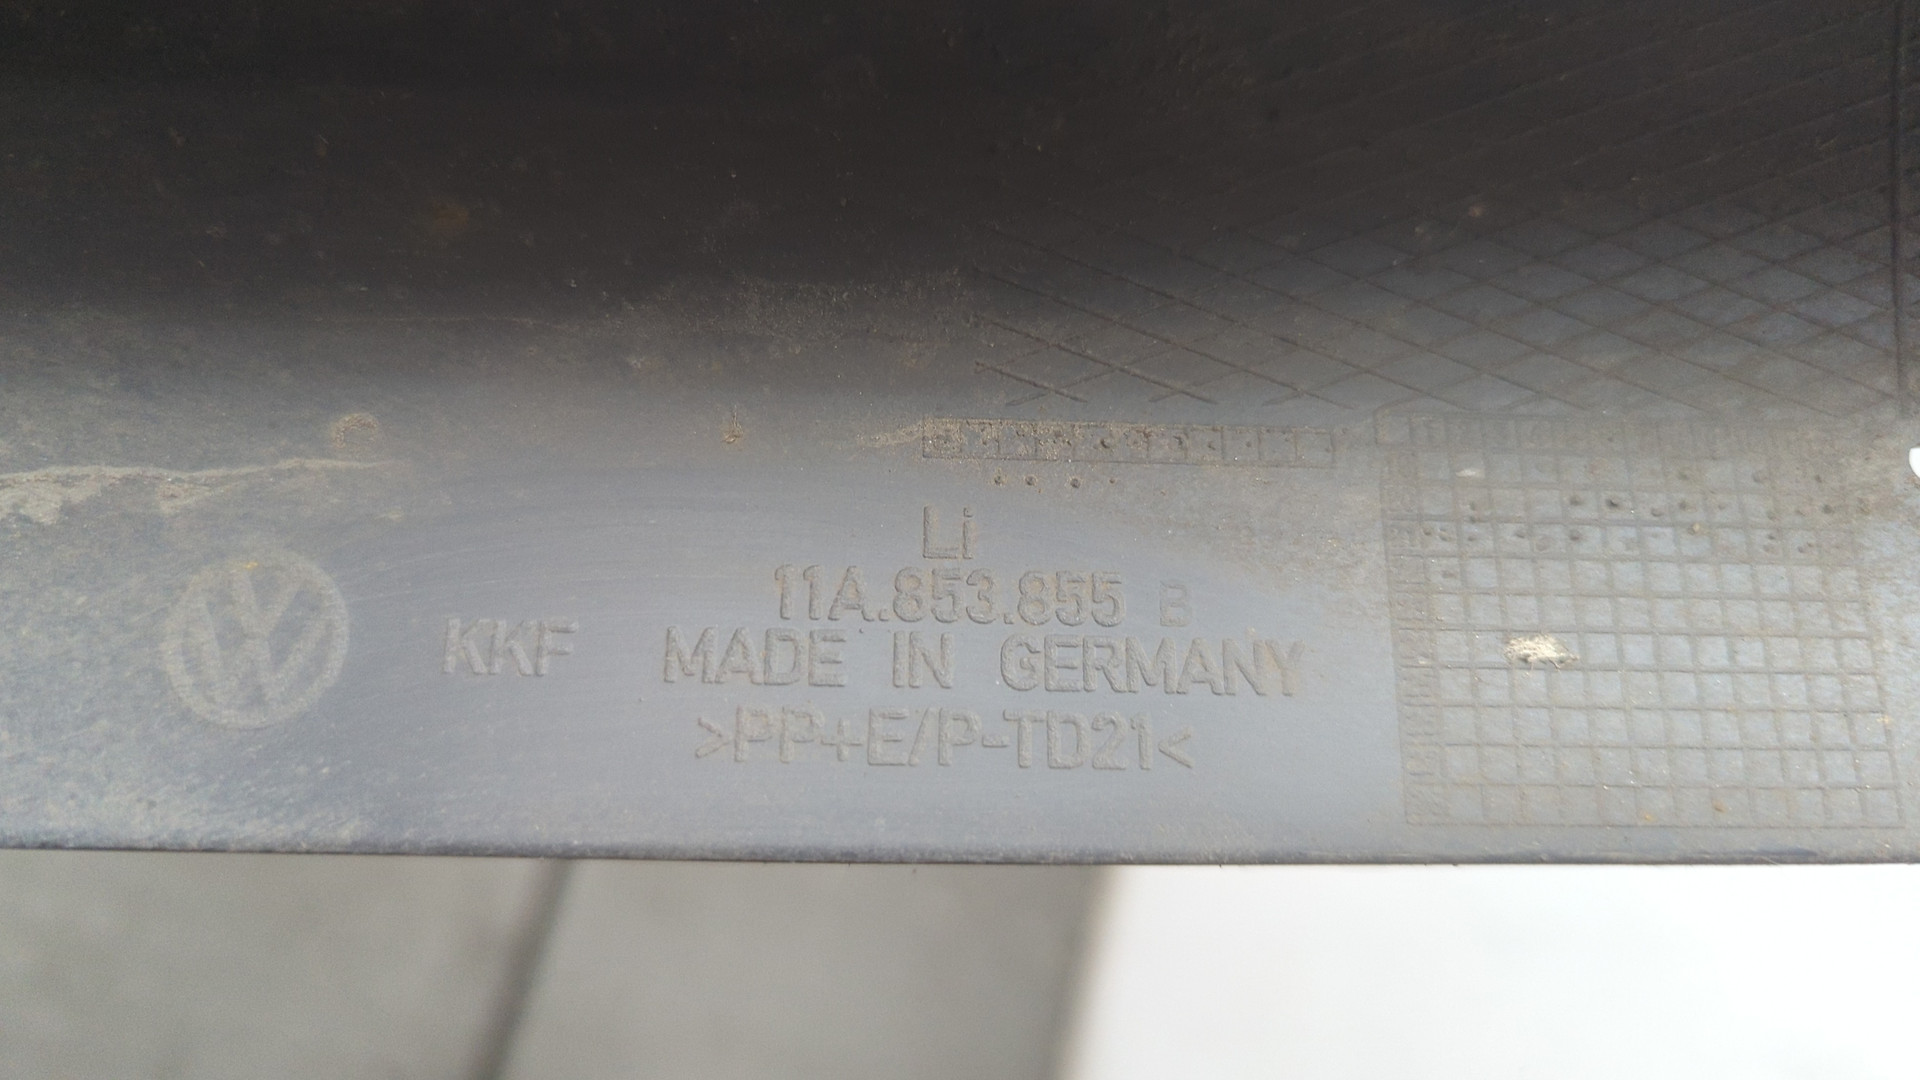 Li
11A.853.855 B
KKF MADE IN GERMANY
>PP+E/P-TD21<